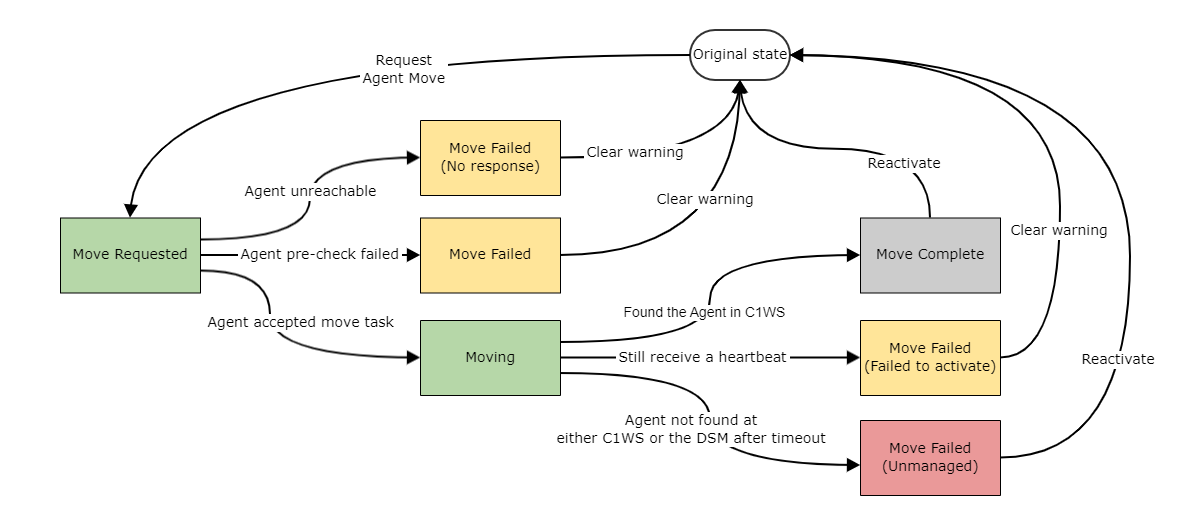 Original state
Request
Agent Move
Move Failed
(No response)
Clear warning
Reactivate
Agent unreachable
Clear warning
Move Requested
Agent pre-check failed
Move Failed
Move Complete
Clear warning
Agent accepted move task
Found the Agent in C1WS
Moving
Still receive a heartbeat
Move Failed
(Failed to activate)
Reactivate
Agent not found at
either C1WS or the DSM after timeout
Move Failed
(Unmanaged)